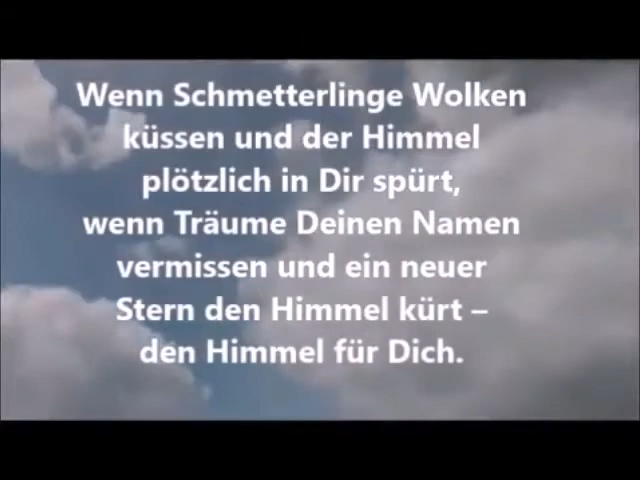 Wenn Schmetterlinge Wolken
küssen und der Himmel
plötzlich in Dir spürt,
wenn Träume Deinen Namen
vermissen und ein neuer
Stern den Himmel kürt –
den Himmel für Dich.